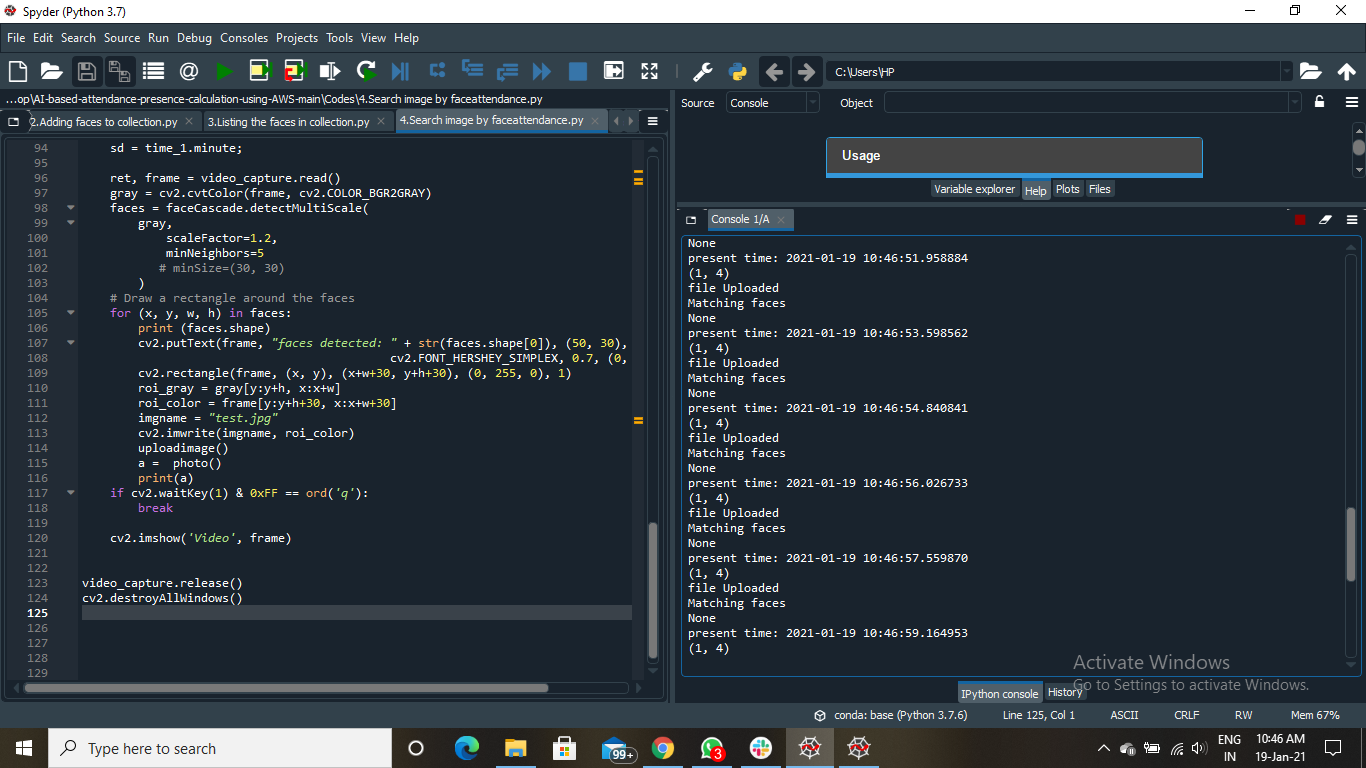 Spyder (Python 3.7)
File Edit Search Source Run Debug Consoles Projects Tools View Help
C:\Users\HP
...op\AI-based-attendance-presence-calculation-using-AWS-main\Codes\4.Search image by faceattendance.py
2.Adding faces to collection.py 3.Listing the faces in collection.py 4.Search image by faceattendance.py
94 sd = time_1.minute;
95
96 ret, frame = video_capture.read()
97 gray = cv2.cvtColor(frame, cv2.COLOR_BGR2GRAY)
98 faces = faceCascade.detectMultiScale(
99 gray,
100 scaleFactor=1.2,
101 minNeighbors=5
102 # minSize=(30, 30)
103 )
104 # Draw a rectangle around the faces
105 for (x, y, w, h) in faces:
106 print (faces.shape)
107 cv2.putText(frame, "faces detected: " + str(faces.shape[0]), (50, 30),
108 cv2.FONT_HERSHEY_SIMPLEX, 0.7, (0,
109 cv2.rectangle(frame, (x, y), (x+w+30, y+h+30), (0, 255, 0), 1)
110 roi_gray = gray[y:y+h, x:x+w]
111 roi_color = frame[y:y+h+30, x:x+w+30]
112 imgname = "test.jpg"
113 cv2.imwrite(imgname, roi_color)
114 uploadimage()
115 a = photo()
116 print(a)
117 if cv2.waitKey(1) & 0xFF == ord('q'):
118 break
119
120 cv2.imshow('Video', frame)
121
122
123 video_capture.release()
124 cv2.destroyAllWindows()
125
126
127
128
129
Source Console Object
Usage
Variable explorer Help Plots Files
Console 1/A
None
present time: 2021-01-19 10:46:51.958884
(1, 4)
file Uploaded
Matching faces
None
present time: 2021-01-19 10:46:53.598562
(1, 4)
file Uploaded
Matching faces
None
present time: 2021-01-19 10:46:54.840841
(1, 4)
file Uploaded
Matching faces
None
present time: 2021-01-19 10:46:56.026733
(1, 4)
file Uploaded
Matching faces
None
present time: 2021-01-19 10:46:57.559870
(1, 4)
file Uploaded
Matching faces
None
present time: 2021-01-19 10:46:59.164953
(1, 4)
Activate Windows
Go to Settings to activate Windows.
IPython console History
conda: base (Python 3.7.6) Line 125, Col 1 ASCII CRLF RW Mem 67%
Type here to search
99+
3
ENG
IN
10:46 AM
19-Jan-21